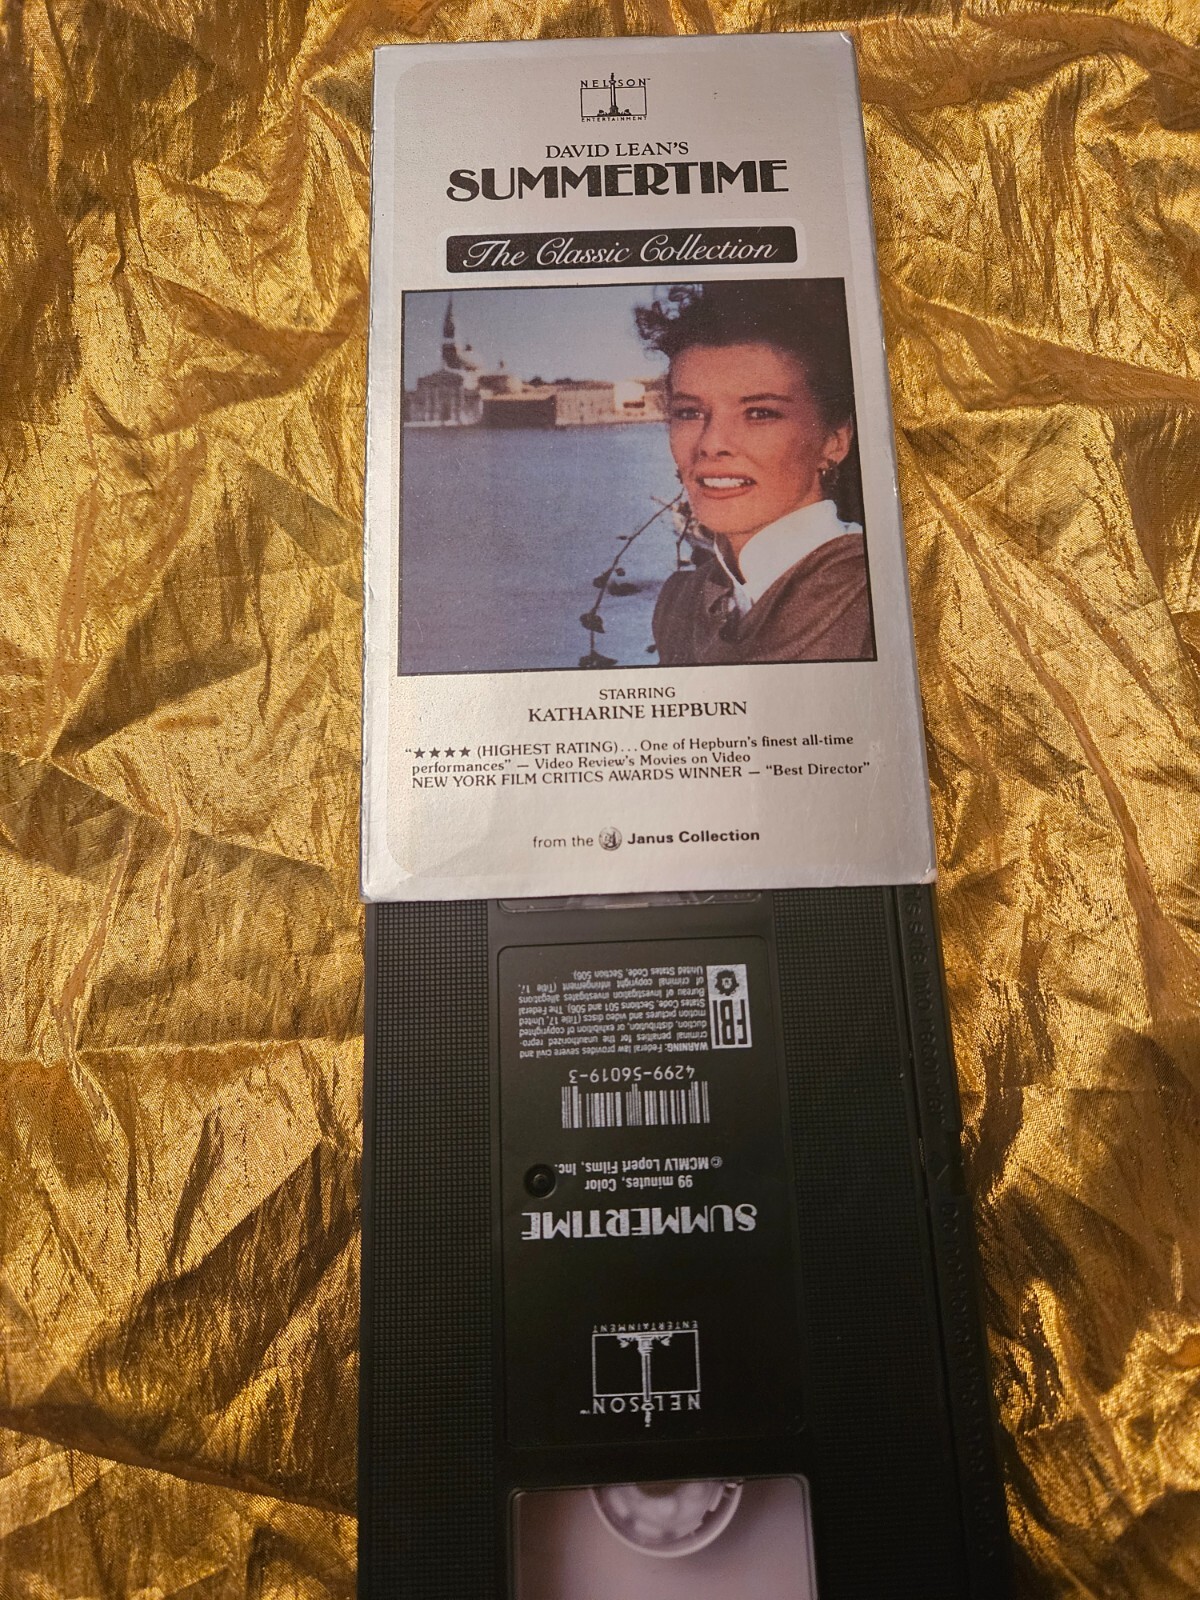 NELSON™
ENTERTAINMENT
DAVID LEAN'S
SUMMERTIME
The Classic Collection
STARRING
KATHARINE HEPBURN
"★★★★ (HIGHEST RATING)...One of Hepburn's finest all-time
performances" — Video Review's Movies on Video
NEW YORK FILM CRITICS AWARDS WINNER — "Best Director"
from the Janus Collection
NELSON™
ENTERTAINMENT
SUMMERTIME
99 minutes, Color
©MCMLV Lopert Films, Inc.
4299-56019-3
FBI
WARNING: Federal law provides severe civil and
criminal penalties for the unauthorized repro-
duction, distribution, or exhibition of copyrighted
motion pictures and video discs (Title 17, United
States Code, Sections 501 and 506). The Federal
Bureau of Investigation investigates allegations
of criminal copyright infringement (Title 17,
United States Code, Section 506).